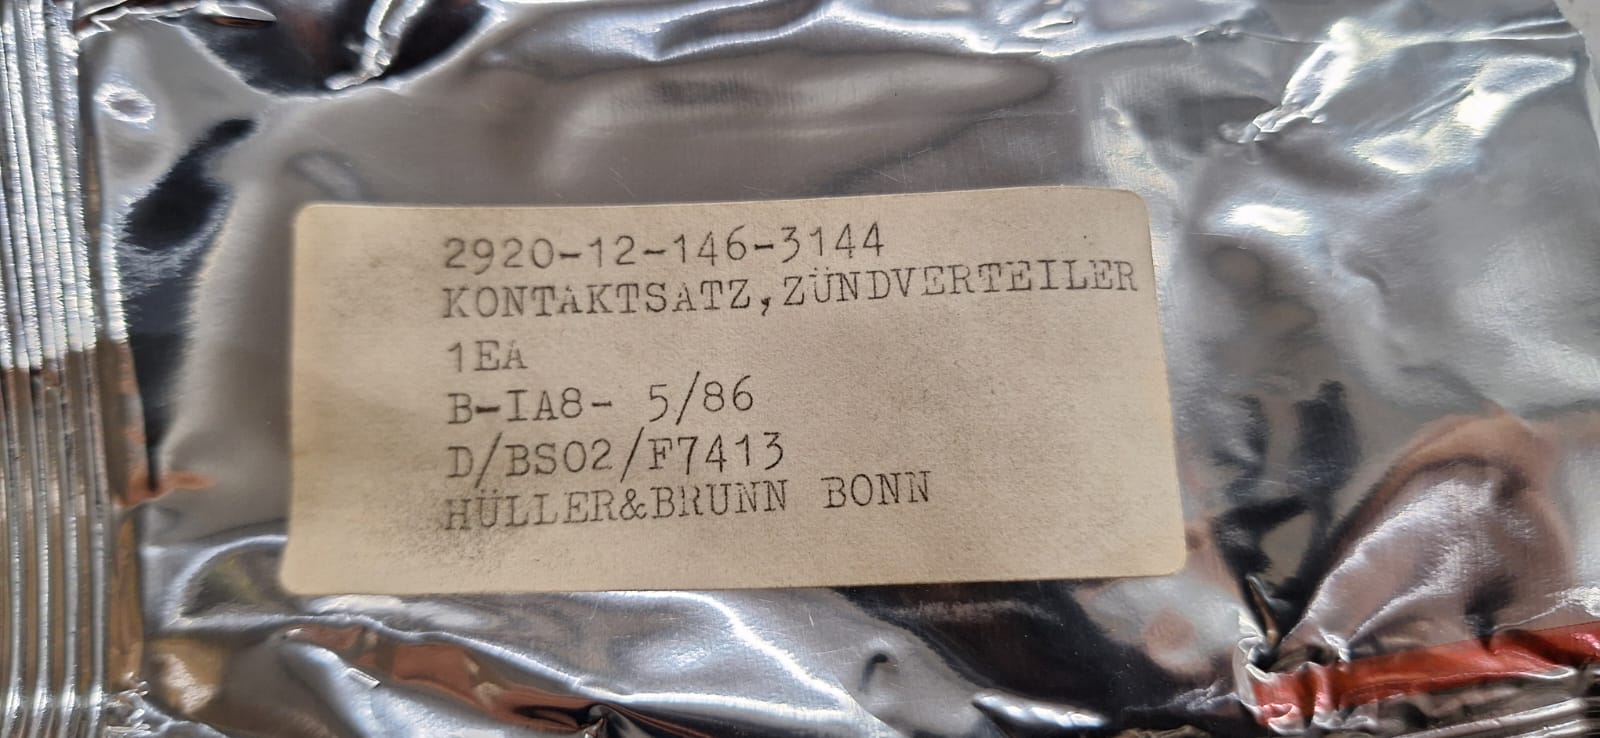 2920-12-146-3144
KONTAKTSATZ,ZÜNDVERTEILER
1EA
B-IA8- 5/86
D/BS02/F7413
HÜLLER&BRUNN BONN